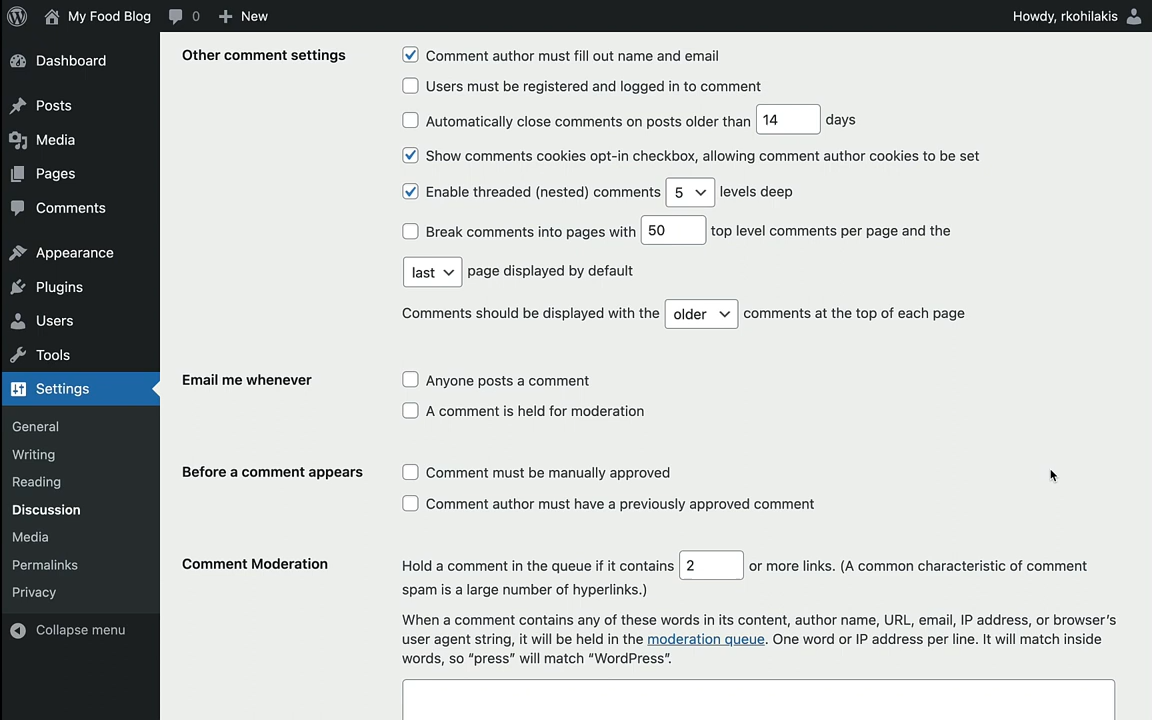 My Food Blog 0 New Howdy, rkohilakis
Dashboard
Posts
Media
Pages
Comments
Appearance
Plugins
Users
Tools
Settings
General
Writing
Reading
Discussion
Media
Permalinks
Privacy
Collapse menu
Other comment settings
Comment author must fill out name and email
Users must be registered and logged in to comment
Automatically close comments on posts older than 14 days
Show comments cookies opt-in checkbox, allowing comment author cookies to be set
Enable threaded (nested) comments 5 levels deep
Break comments into pages with 50 top level comments per page and the
last page displayed by default
Comments should be displayed with the older comments at the top of each page
Email me whenever
Anyone posts a comment
A comment is held for moderation
Before a comment appears
Comment must be manually approved
Comment author must have a previously approved comment
Comment Moderation
Hold a comment in the queue if it contains 2 or more links. (A common characteristic of comment
spam is a large number of hyperlinks.)
When a comment contains any of these words in its content, author name, URL, email, IP address, or browser’s
user agent string, it will be held in the moderation queue. One word or IP address per line. It will match inside
words, so “press” will match “WordPress”.